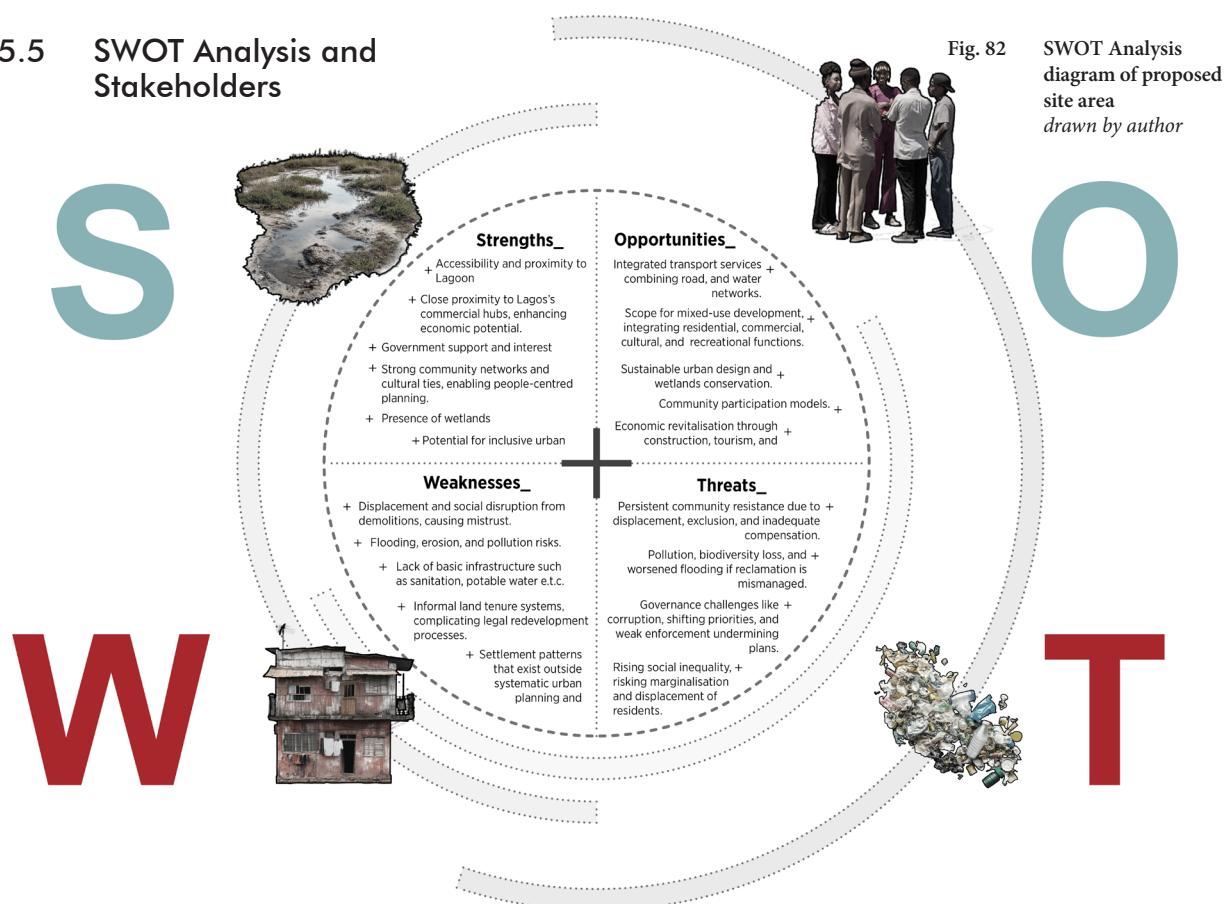 5.5 SWOT Analysis and
Stakeholders
Fig. 82 SWOT Analysis
diagram of proposed
site area
drawn by author
S
O
Strengths_
+ Accessibility and proximity to
Lagoon
+ Close proximity to Lagos's
commercial hubs, enhancing
economic potential.
+ Government support and interest
+ Strong community networks and
cultural ties, enabling people-centred
planning.
+ Presence of wetlands
+ Potential for inclusive urban
Opportunities_
Integrated transport services +
combining road, and water
networks.
Scope for mixed-use development, +
integrating residential, commercial,
cultural, and recreational functions.
Sustainable urban design and +
wetlands conservation.
Community participation models. +
Economic revitalisation through +
construction, tourism, and
W
T
Weaknesses_
+ Displacement and social disruption from
demolitions, causing mistrust.
+ Flooding, erosion, and pollution risks.
+ Lack of basic infrastructure such
as sanitation, potable water e.t.c.
+ Informal land tenure systems,
complicating legal redevelopment
processes.
+ Settlement patterns
that exist outside
systematic urban
planning and
Threats_
Persistent community resistance due to +
displacement, exclusion, and inadequate
compensation.
Pollution, biodiversity loss, and +
worsened flooding if reclamation is
mismanaged.
Governance challenges like +
corruption, shifting priorities, and
weak enforcement undermining
plans.
Rising social inequality, +
risking marginalisation
and displacement of
residents.